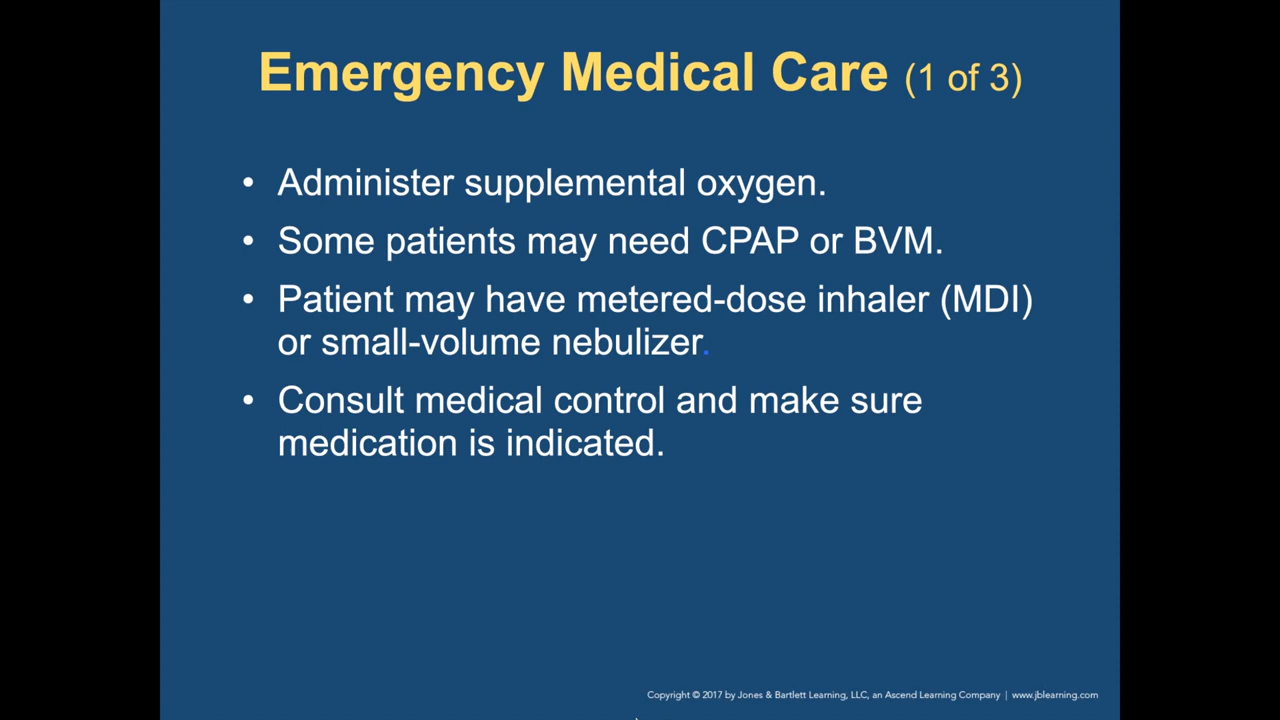 Emergency Medical Care (1 of 3)
• Administer supplemental oxygen.
• Some patients may need CPAP or BVM.
• Patient may have metered-dose inhaler (MDI)
or small-volume nebulizer.
• Consult medical control and make sure
medication is indicated.
Copyright © 2017 by Jones & Bartlett Learning, LLC, an Ascend Learning Company | www.jblearning.com